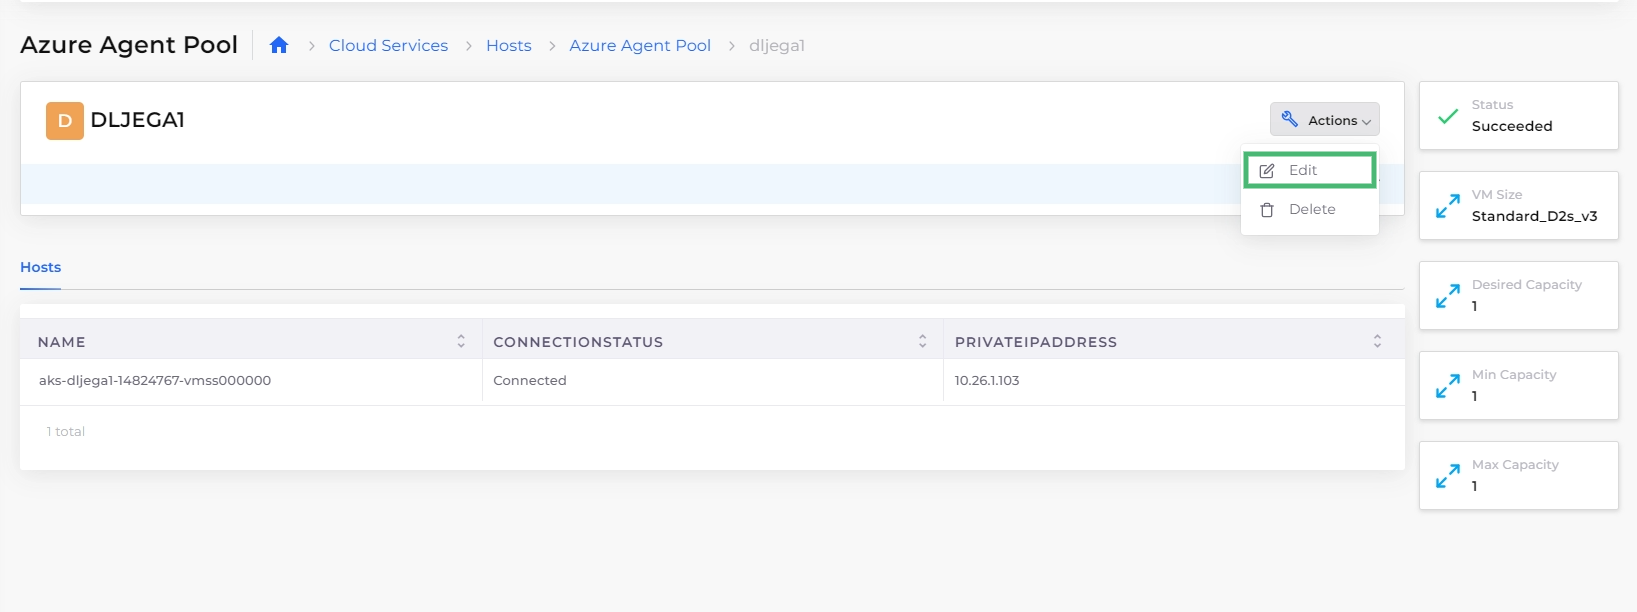 Azure Agent Pool
Cloud Services
Hosts
Azure Agent Pool
dljega1
D
DLJEGA1
Actions
Edit
Delete
Status
Succeeded
VM Size
Standard_D2s_v3
Desired Capacity
1
Min Capacity
1
Max Capacity
1
Hosts
NAME CONNECTIONSTATUS PRIVATEIPADDRESS
aks-dljega1-14824767-vmss000000 Connected 10.26.1.103
1 total